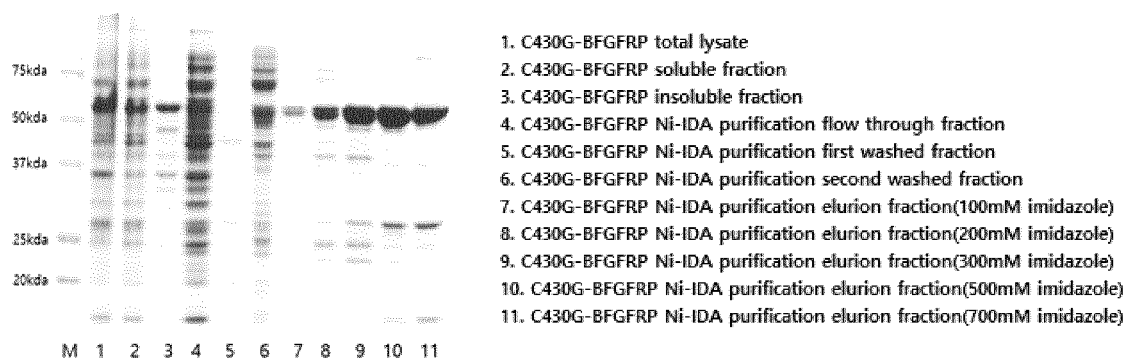 75kda
50kda
37kda
25kda
20kda
M 1 2 3 4 5 6 7 8 9 10 11
1. C430G-BFGFRP total lysate
2. C430G-BFGFRP soluble fraction
3. C430G-BFGFRP insoluble fraction
4. C430G-BFGFRP Ni-IDA purification flow through fraction
5. C430G-BFGFRP Ni-IDA purification first washed fraction
6. C430G-BFGFRP Ni-IDA purification second washed fraction
7. C430G-BFGFRP Ni-IDA purification elurion fraction(100mM imidazole)
8. C430G-BFGFRP Ni-IDA purification elurion fraction(200mM imidazole)
9. C430G-BFGFRP Ni-IDA purification elurion fraction(300mM imidazole)
10. C430G-BFGFRP Ni-IDA purification elurion fraction(500mM imidazole)
11. C430G-BFGFRP Ni-IDA purification elurion fraction(700mM imidazole)